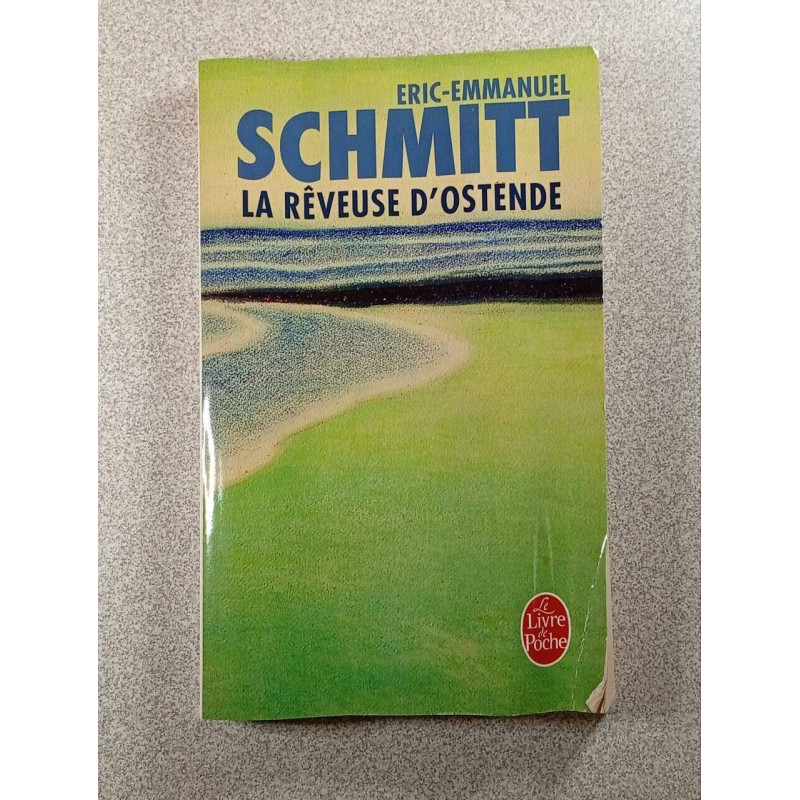 ERIC-EMMANUEL
SCHMITT
LA RÊVEUSE D'OSTENDE
Le
Livre
de
Poche